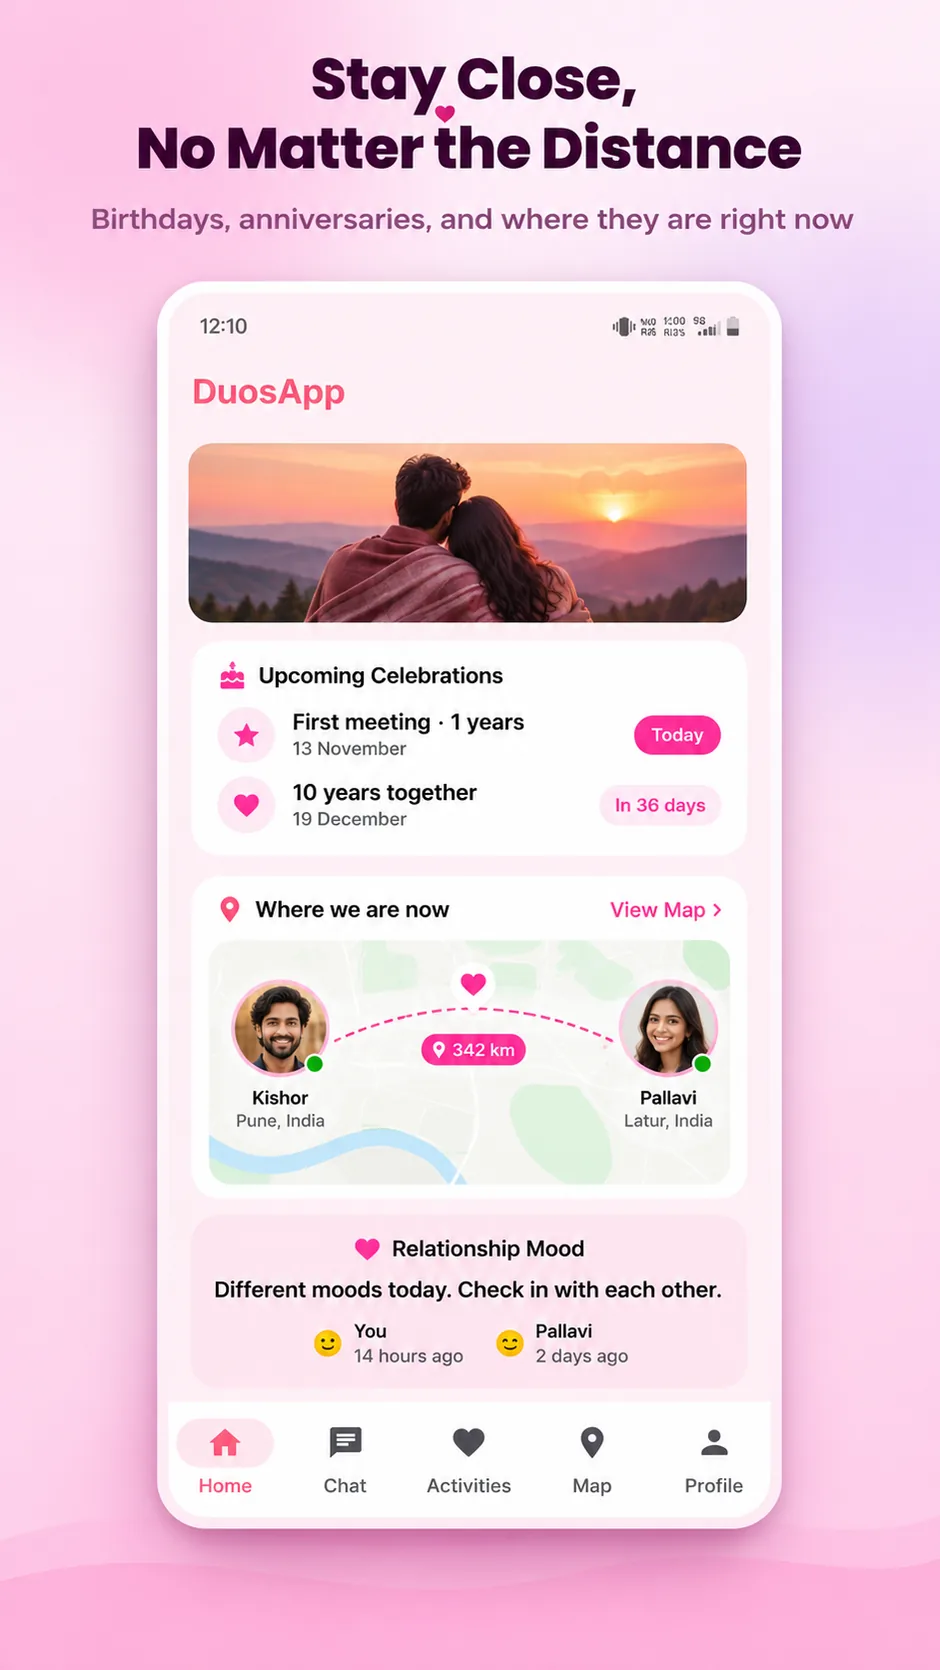 Stay Close,
No Matter the Distance
Birthdays, anniversaries, and where they are right now
12:10
DuosApp
Upcoming Celebrations
First meeting · 1 years
13 November
Today
10 years together
19 December
In 36 days
Where we are now
View Map
342 km
Kishor
Pune, India
Pallavi
Latur, India
Relationship Mood
Different moods today. Check in with each other.
You
14 hours ago
Pallavi
2 days ago
Home
Chat
Activities
Map
Profile